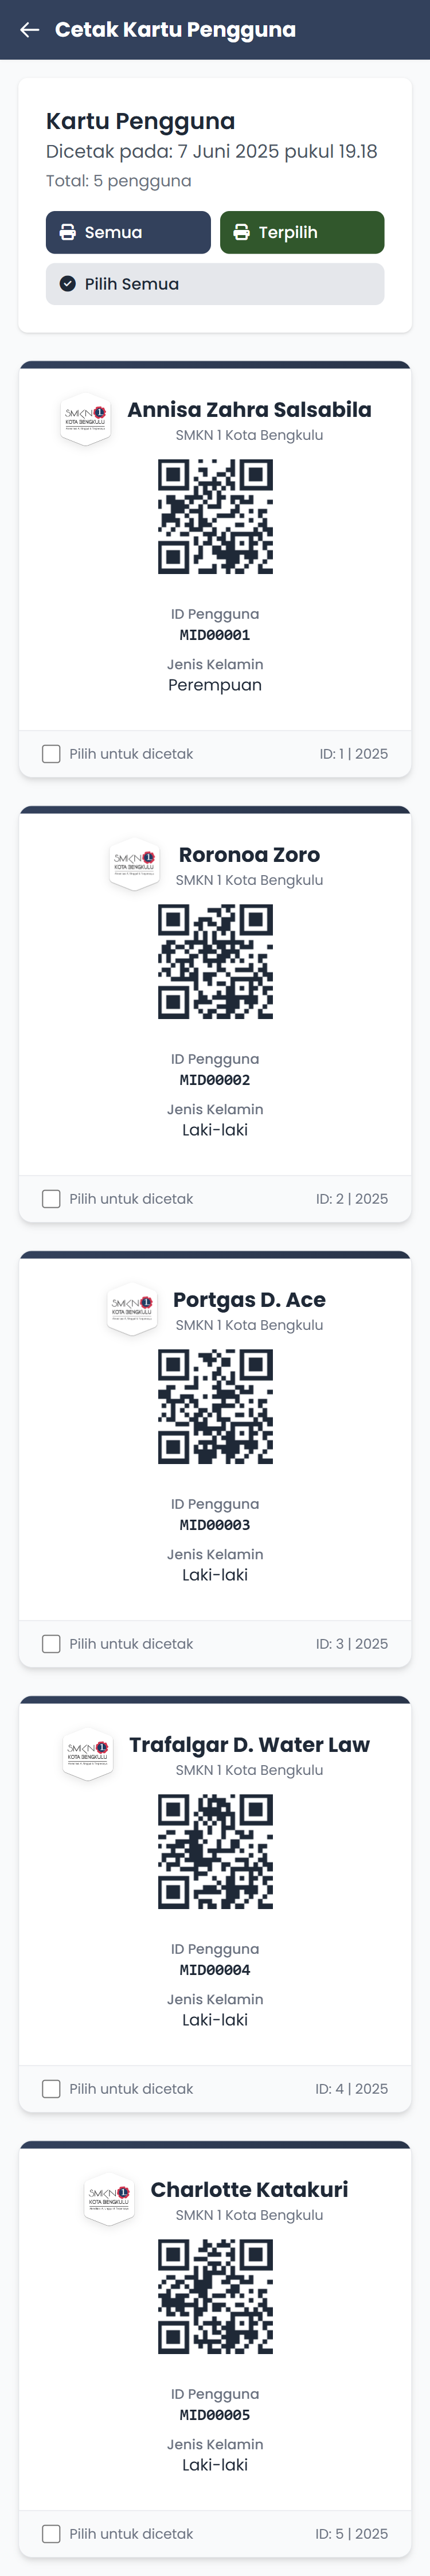 Cetak Kartu Pengguna
Kartu Pengguna
Dicetak pada: 7 Juni 2025 pukul 19.18
Total: 5 pengguna
Semua
Terpilih
Pilih Semua
SMKN 1
KOTA BENGKULU
Annisa Zahra Salsabila
SMKN 1 Kota Bengkulu
ID Pengguna
MID00001
Jenis Kelamin
Perempuan
Pilih untuk dicetak
ID: 1 | 2025
SMKN 1
KOTA BENGKULU
Roronoa Zoro
SMKN 1 Kota Bengkulu
ID Pengguna
MID00002
Jenis Kelamin
Laki-laki
Pilih untuk dicetak
ID: 2 | 2025
SMKN 1
KOTA BENGKULU
Portgas D. Ace
SMKN 1 Kota Bengkulu
ID Pengguna
MID00003
Jenis Kelamin
Laki-laki
Pilih untuk dicetak
ID: 3 | 2025
SMKN 1
KOTA BENGKULU
Trafalgar D. Water Law
SMKN 1 Kota Bengkulu
ID Pengguna
MID00004
Jenis Kelamin
Laki-laki
Pilih untuk dicetak
ID: 4 | 2025
SMKN 1
KOTA BENGKULU
Charlotte Katakuri
SMKN 1 Kota Bengkulu
ID Pengguna
MID00005
Jenis Kelamin
Laki-laki
Pilih untuk dicetak
ID: 5 | 2025